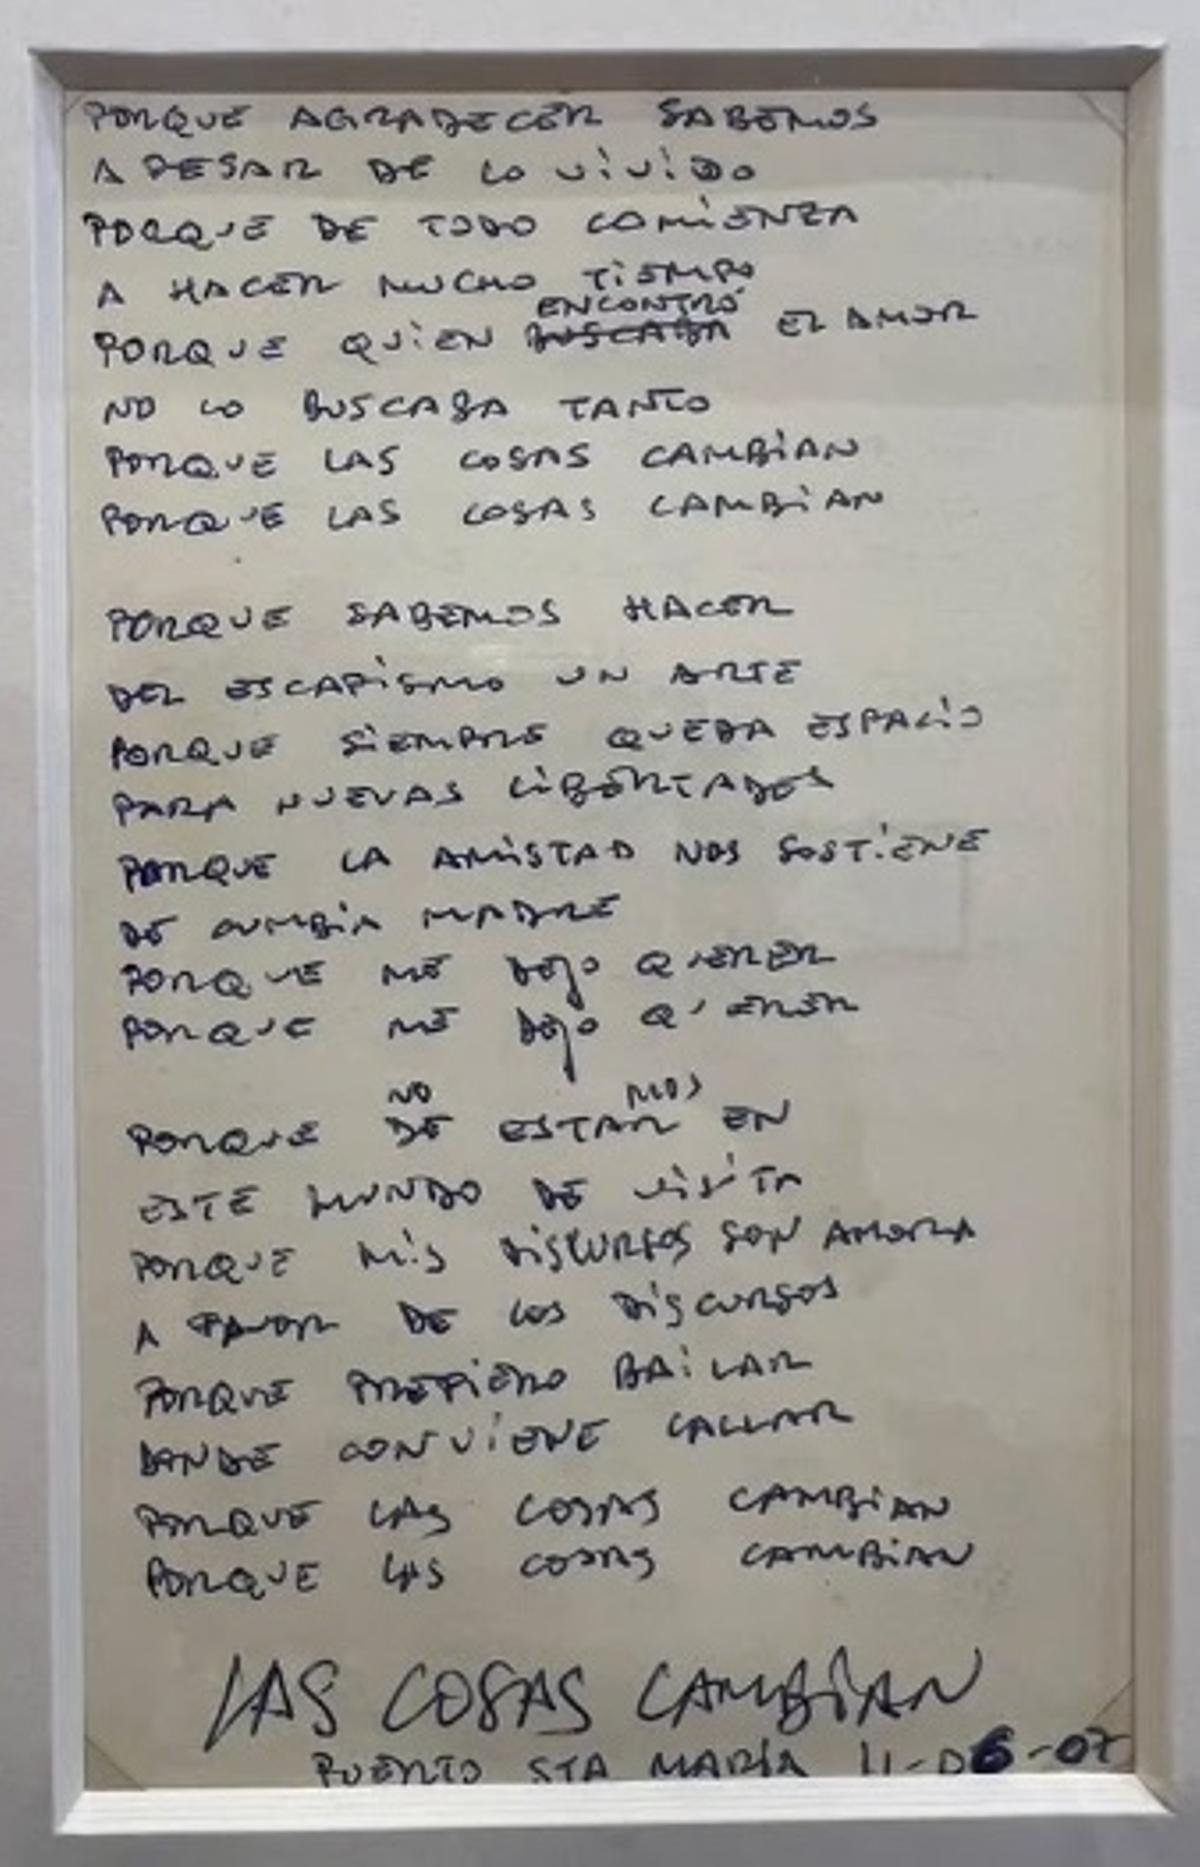 PORQUE AGRADECER SABEMOS
A PESAR DE LO VIVIDO
PORQUE DE TODO COMIENZA
A HACER MUCHO TIEMPO
ENCONTRÓ
PORQUE QUIEN BUSCABA EL AMOR
NO LO BUSCABA TANTO
PORQUE LAS COSAS CAMBIAN
PORQUE LAS COSAS CAMBIAN
PORQUE SABEMOS HACER
DEL ESCAPISMO UN ARTE
PORQUE SIEMPRE QUEDA ESPACIO
PARA NUEVAS LIBERTADES
PORQUE LA AMISTAD NOS SOSTIENE
DE CUMBIA MADRE
PORQUE ME DEJO QUERER
PORQUE ME DEJO QUERER
NO MOS
PORQUE DE ESTAR EN
ESTE MUNDO DE VISITA
PORQUE MIS DISCURSOS SON AHORA
A FAVOR DE LOS DISCURSOS
PORQUE PREFIERO BAILAR
DONDE CONVIENE CALLAR
PORQUE LAS COSAS CAMBIAN
PORQUE LAS COSAS CAMBIAN
LAS COSAS CAMBIAN
PUERTO STA MARÍA 11-06-07